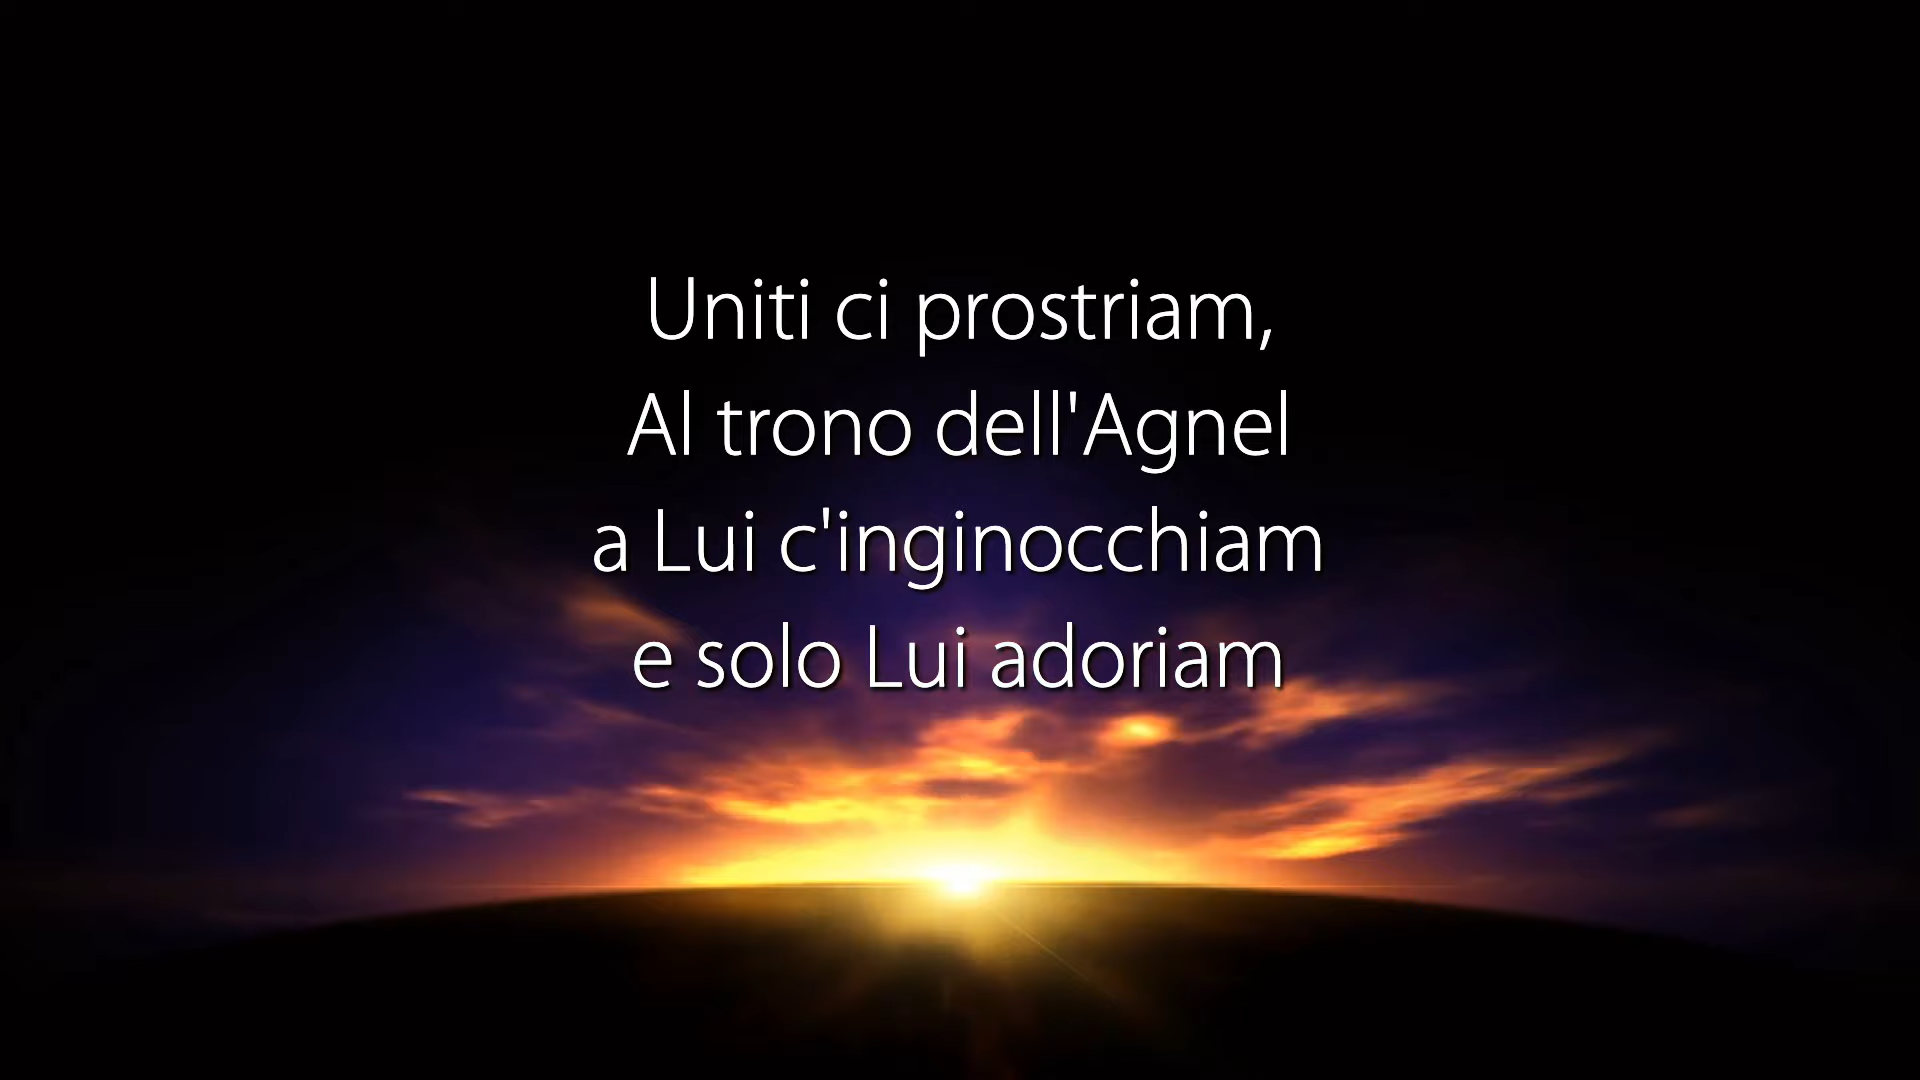 Uniti ci prostriam,
Al trono dell'Agnel
a Lui c'inginocchiam
e solo Lui adoriam